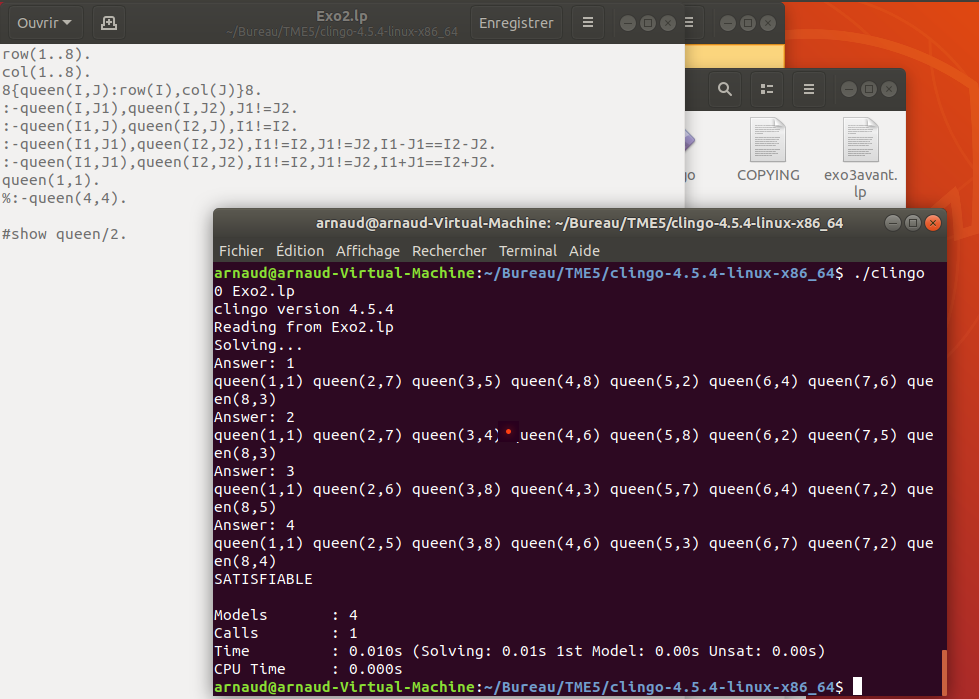 Ouvrir
Exo2.lp
~/Bureau/TME5/clingo-4.5.4-linux-x86_64
Enregistrer
row(1..8).
col(1..8).
8{queen(I,J):row(I),col(J)}8.
:-queen(I,J1),queen(I,J2),J1!=J2.
:-queen(I1,J),queen(I2,J),I1!=I2.
:-queen(I1,J1),queen(I2,J2),I1!=I2,J1!=J2,I1-J1==I2-J2.
:-queen(I1,J1),queen(I2,J2),I1!=I2,J1!=J2,I1+J1==I2+J2.
queen(1,1).
%:-queen(4,4).
#show queen/2.
go
COPYING
exo3avant.
lp
arnaud@arnaud-Virtual-Machine: ~/Bureau/TME5/clingo-4.5.4-linux-x86_64
Fichier Édition Affichage Rechercher Terminal Aide
arnaud@arnaud-Virtual-Machine:~/Bureau/TME5/clingo-4.5.4-linux-x86_64$ ./clingo
0 Exo2.lp
clingo version 4.5.4
Reading from Exo2.lp
Solving...
Answer: 1
queen(1,1) queen(2,7) queen(3,5) queen(4,8) queen(5,2) queen(6,4) queen(7,6) que
en(8,3)
Answer: 2
queen(1,1) queen(2,7) queen(3,4) ueen(4,6) queen(5,8) queen(6,2) queen(7,5) que
en(8,3)
Answer: 3
queen(1,1) queen(2,6) queen(3,8) queen(4,3) queen(5,7) queen(6,4) queen(7,2) que
en(8,5)
Answer: 4
queen(1,1) queen(2,5) queen(3,8) queen(4,6) queen(5,3) queen(6,7) queen(7,2) que
en(8,4)
SATISFIABLE
Models : 4
Calls : 1
Time : 0.010s (Solving: 0.01s 1st Model: 0.00s Unsat: 0.00s)
CPU Time : 0.000s
arnaud@arnaud-Virtual-Machine:~/Bureau/TME5/clingo-4.5.4-linux-x86_64$